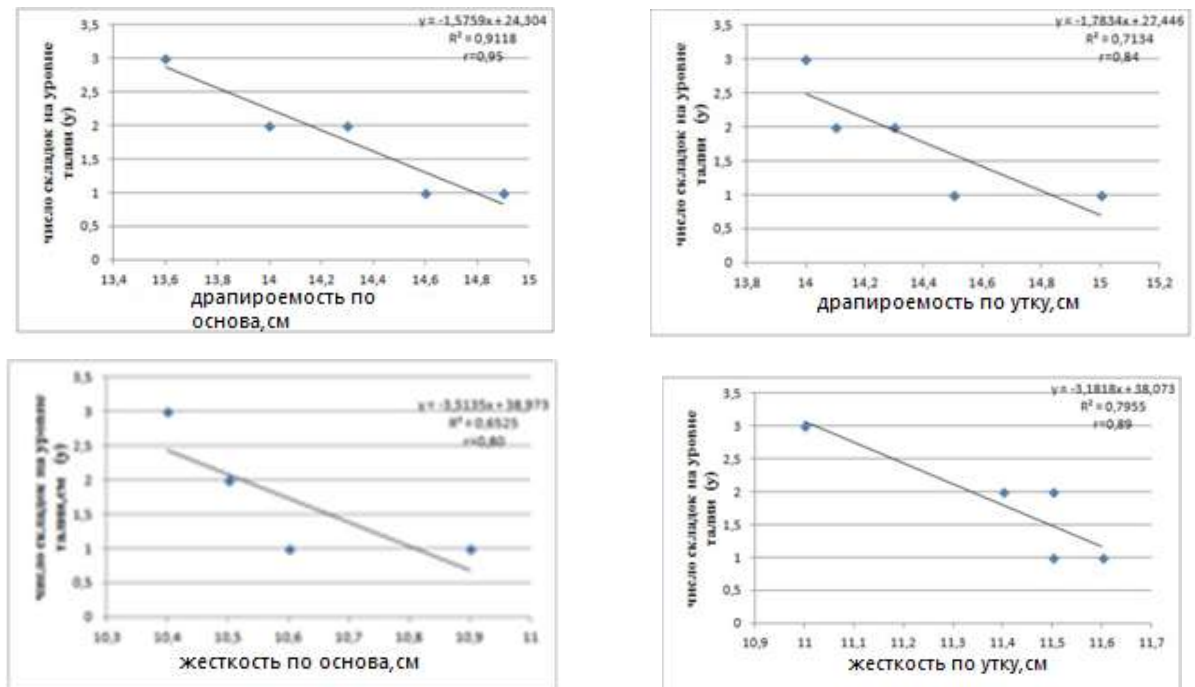 y = -1,5759x + 24,304
R² = 0,9118
r=0,95
число складок на уровне
талии (y)
3,5
3
2,5
2
1,5
1
0,5
0
13,4 13,6 13,8 14 14,2 14,4 14,6 14,8 15
драпироемость по
основа,см
y = -1,7834x + 27,446
R² = 0,7134
r=0,84
число складок на уровне
талии (y)
3,5
3
2,5
2
1,5
1
0,5
0
13,8 14 14,2 14,4 14,6 14,8 15 15,2
драпироемость по утку,см
y = -3,5135x + 38,973
R² = 0,6525
r=0,80
число складок на уровне
талии,см (y)
3,5
3
2,5
2
1,5
1
0,5
0
10,3 10,4 10,5 10,6 10,7 10,8 10,9 11
жесткость по основа,см
y = -3,1818x + 38,073
R² = 0,7955
r=0,89
число складок на уровне
талии (y)
3,5
3
2,5
2
1,5
1
0,5
0
10,9 11 11,1 11,2 11,3 11,4 11,5 11,6 11,7
жесткость по утку,см